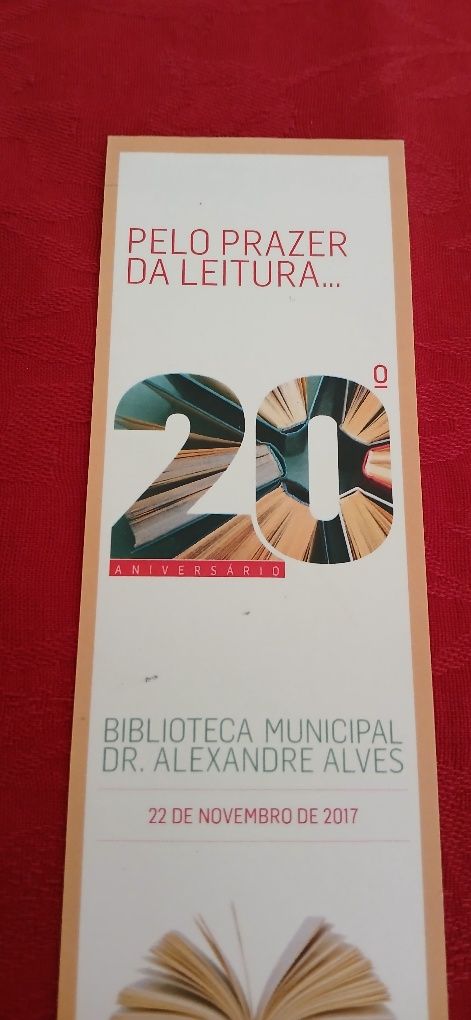 PELO PRAZER
DA LEITURA...
20º
ANIVERSÁRIO
BIBLIOTECA MUNICIPAL
DR. ALEXANDRE ALVES
22 DE NOVEMBRO DE 2017